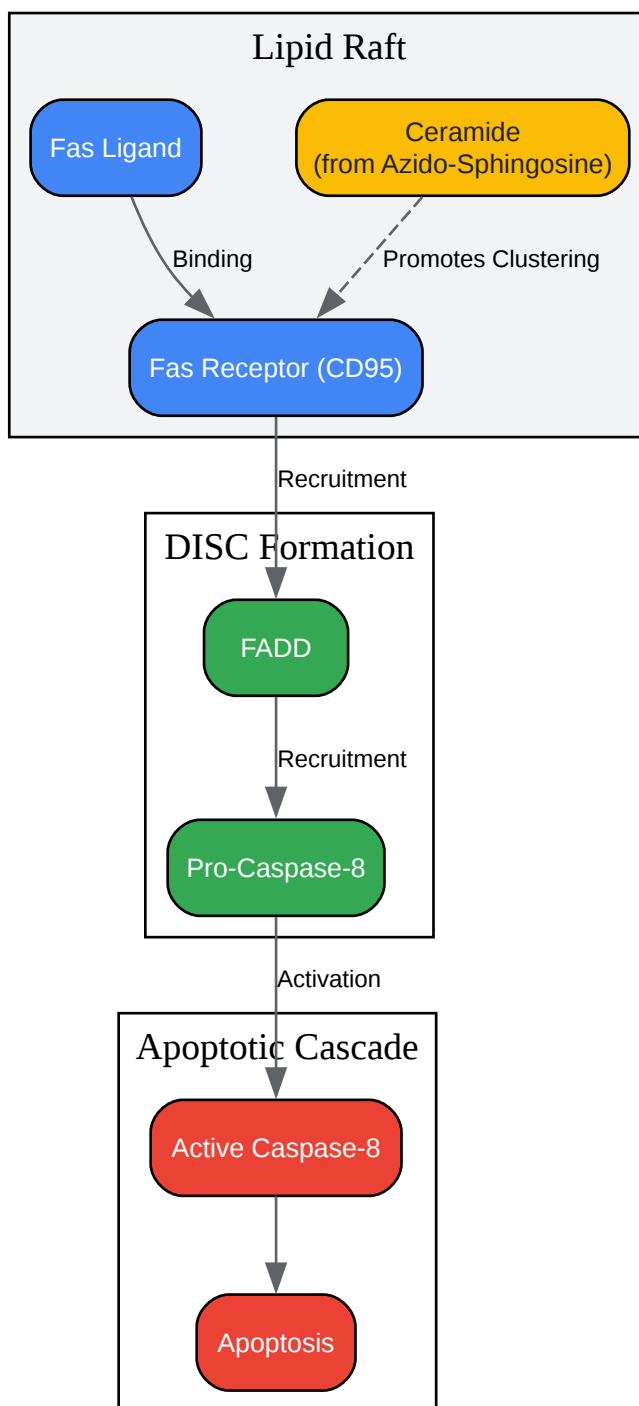 Lipid Raft
Fas Ligand
Ceramide
(from Azido-Sphingosine)
Binding
Promotes Clustering
Fas Receptor (CD95)
Recruitment
DISC Formation
FADD
Recruitment
Pro-Caspase-8
Activation
Apoptotic Cascade
Active Caspase-8
Apoptosis